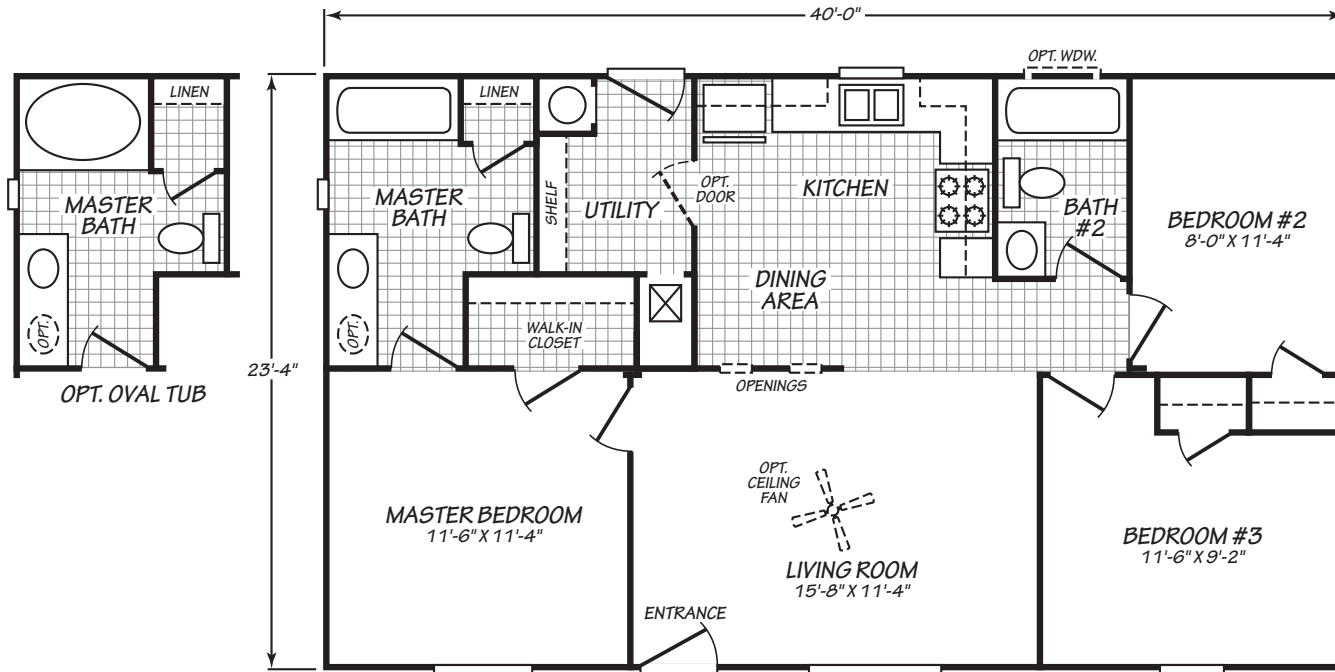 40'-0"
OPT. WDW.
LINEN
LINEN
MASTER
BATH
MASTER
BATH
SHELF
UTILITY
OPT.
DOOR
KITCHEN
BATH
#2
BEDROOM #2
8'-0" X 11'-4"
DINING
AREA
OPT.
OPT.
WALK-IN
CLOSET
23'-4"
OPT. OVAL TUB
OPENINGS
OPT.
CEILING
FAN
MASTER BEDROOM
11'-6" X 11'-4"
BEDROOM #3
11'-6" X 9'-2"
LIVING ROOM
15'-8" X 11'-4"
ENTRANCE